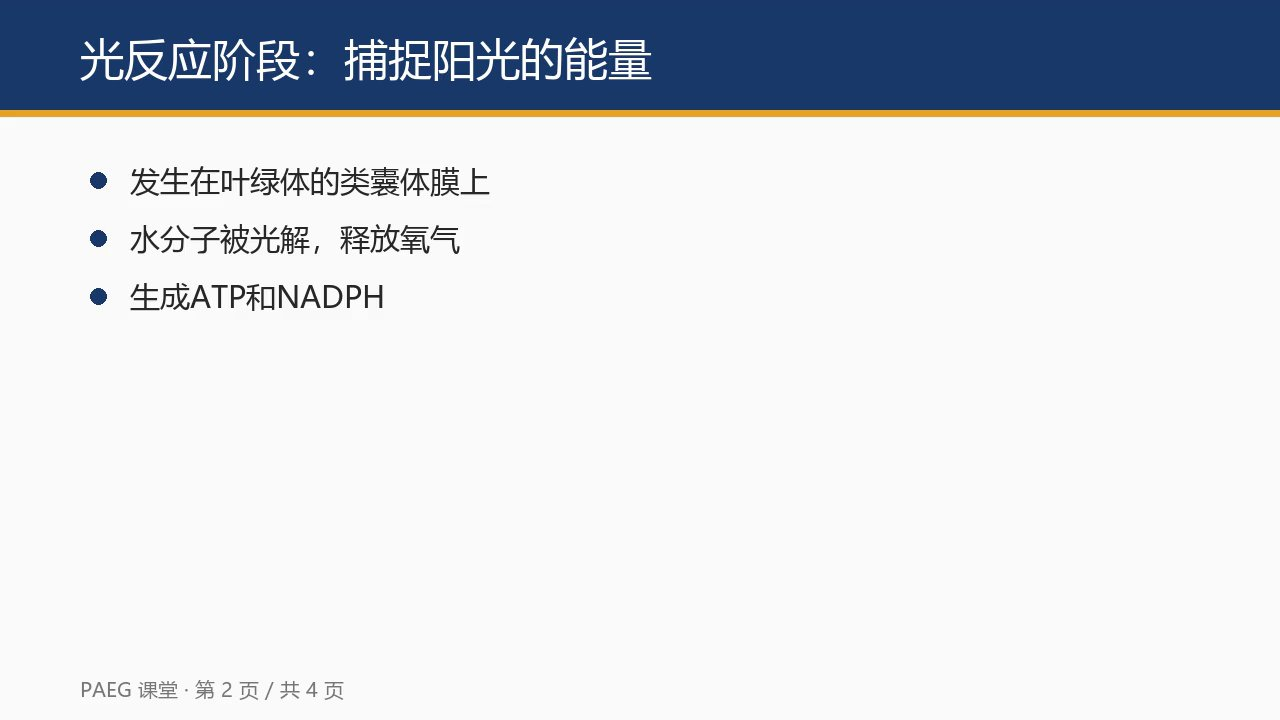 光反应阶段：捕捉阳光的能量
发生在叶绿体的类囊体膜上
水分子被光解，释放氧气
生成ATP和NADPH
PAEG 课堂 · 第 2 页 / 共 4 页